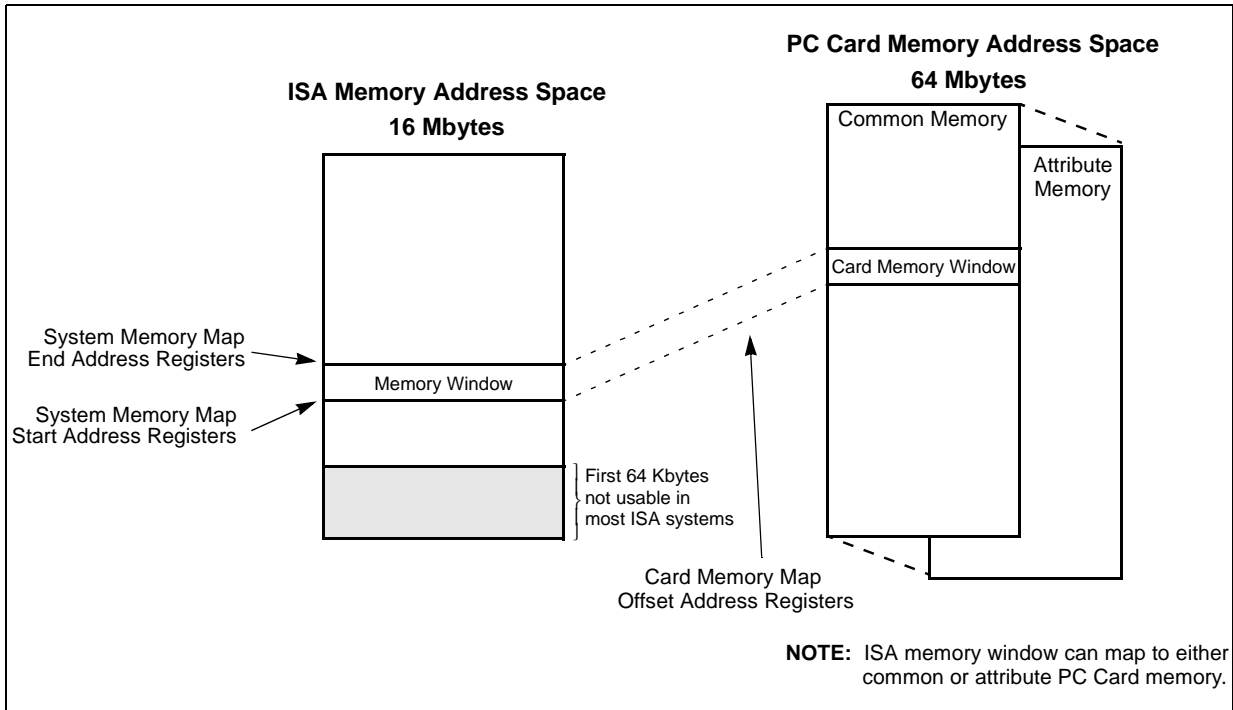 PC Card Memory Address Space
64 Mbytes
ISA Memory Address Space
16 Mbytes
Common Memory
Attribute
Memory
Card Memory Window
System Memory Map
End Address Registers
Memory Window
System Memory Map
Start Address Registers
First 64 Kbytes
not usable in
most ISA systems
Card Memory Map
Offset Address Registers
NOTE: ISA memory window can map to either
common or attribute PC Card memory.